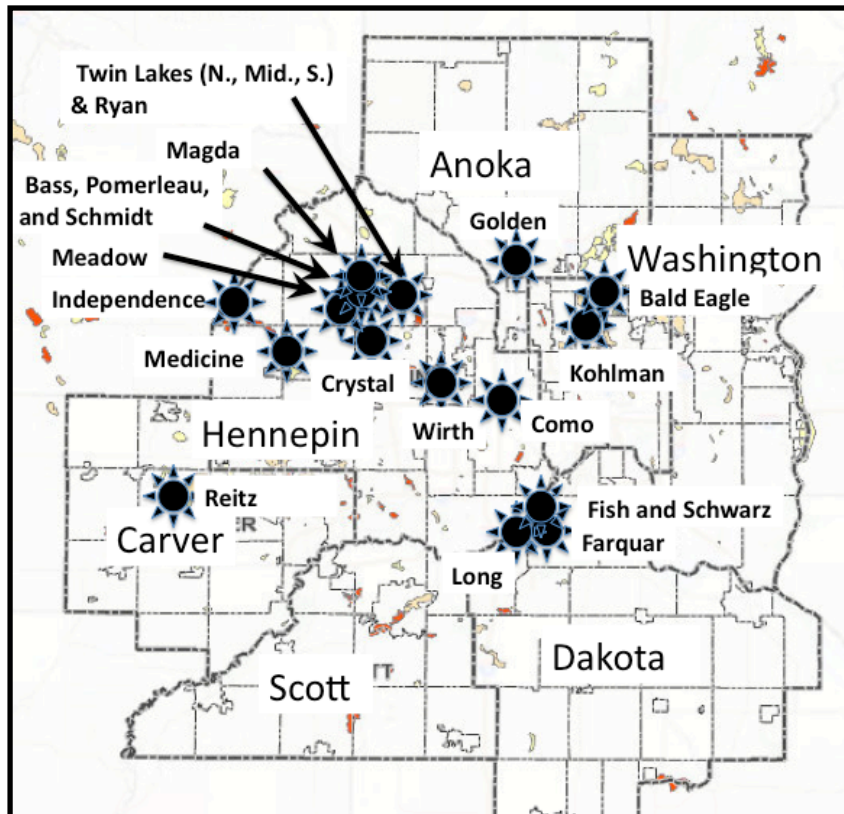 Twin Lakes (N., Mid., S.)
& Ryan
Magda
Anoka
Bass, Pomerleau,
and Schmidt
Golden
Meadow
Washington
Independence
Bald Eagle
Medicine
Crystal
Kohlman
Wirth
Como
Hennepin
Reitz
Fish and Schwarz
Carver
Farquar
Long
Dakota
Scott